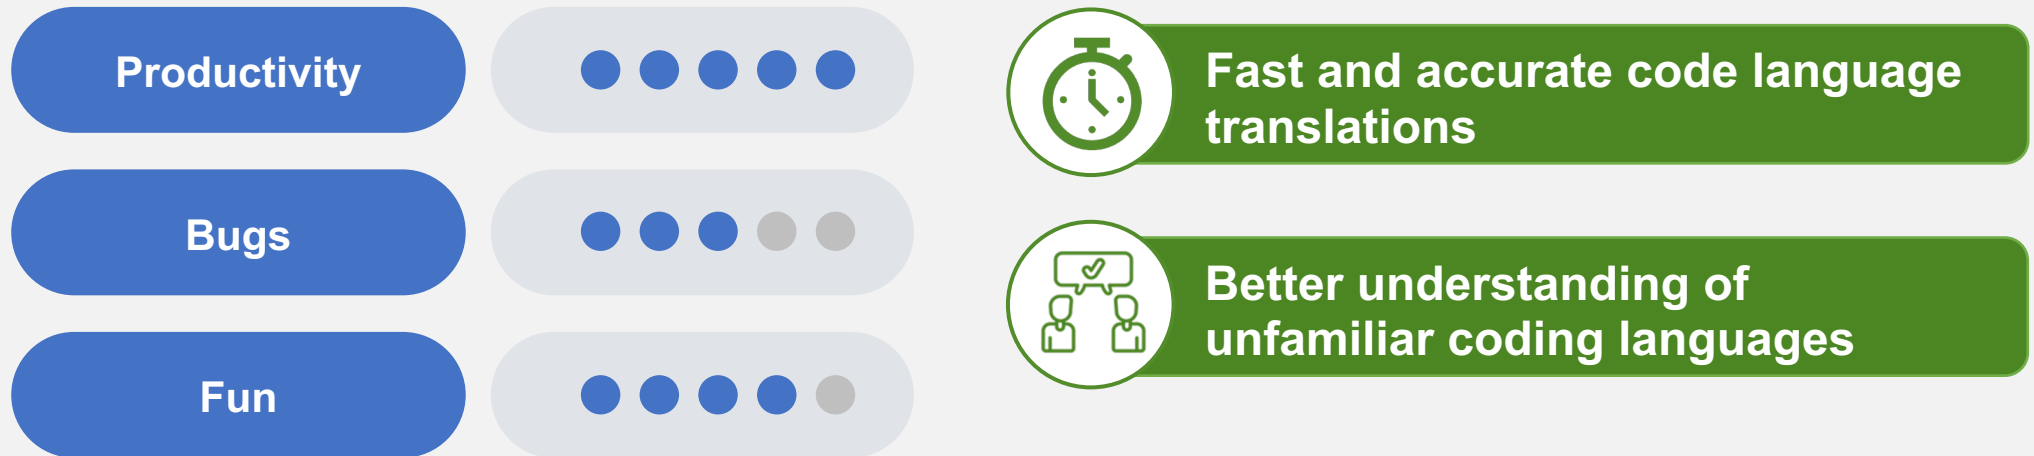 Productivity
Bugs
Fun
Fast and accurate code language
translations
Better understanding of
unfamiliar coding languages